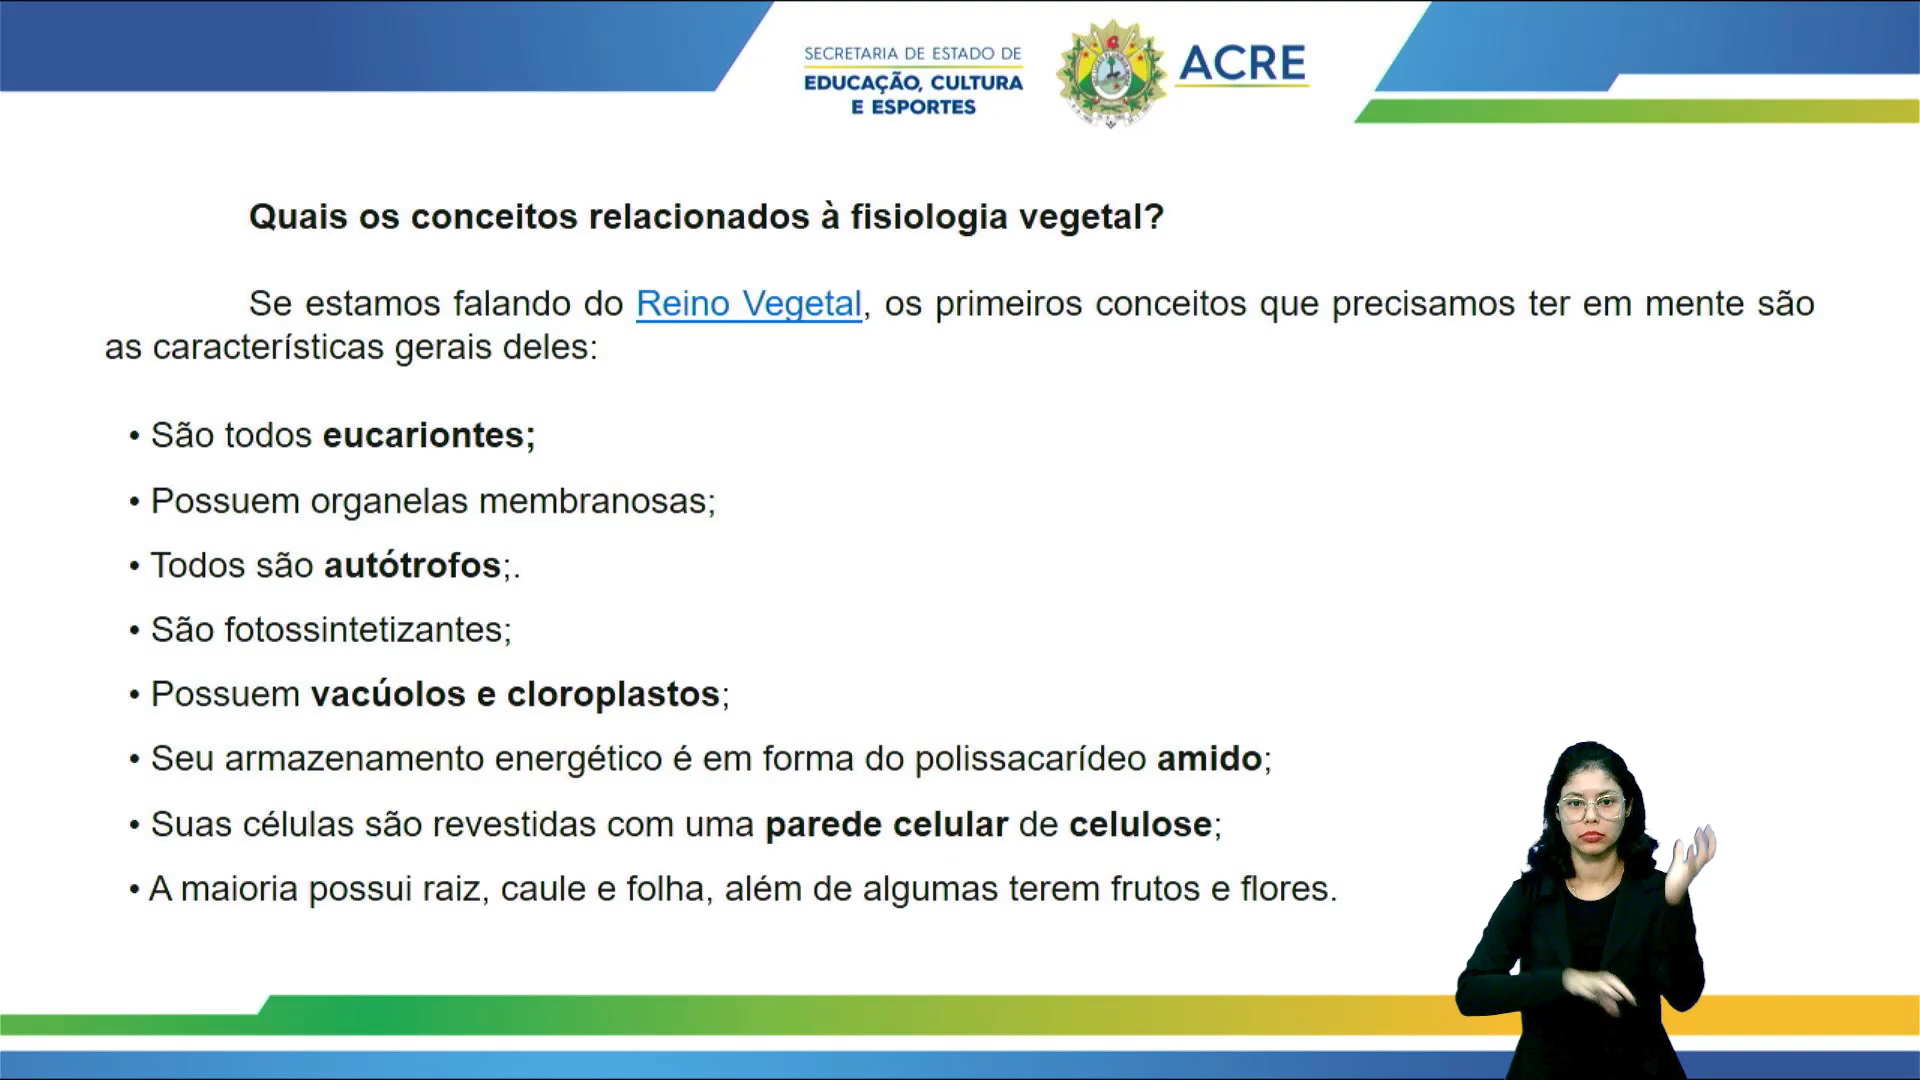 SECRETARIA DE ESTADO DE
EDUCAÇÃO, CULTURA
E ESPORTES
ACRE
Quais os conceitos relacionados à fisiologia vegetal?
Se estamos falando do Reino Vegetal, os primeiros conceitos que precisamos ter em mente são
as características gerais deles:
• São todos eucariontes;
• Possuem organelas membranosas;
• Todos são autótrofos;.
• São fotossintetizantes;
• Possuem vacúolos e cloroplastos;
• Seu armazenamento energético é em forma do polissacarídeo amido;
• Suas células são revestidas com uma parede celular de celulose;
• A maioria possui raiz, caule e folha, além de algumas terem frutos e flores.